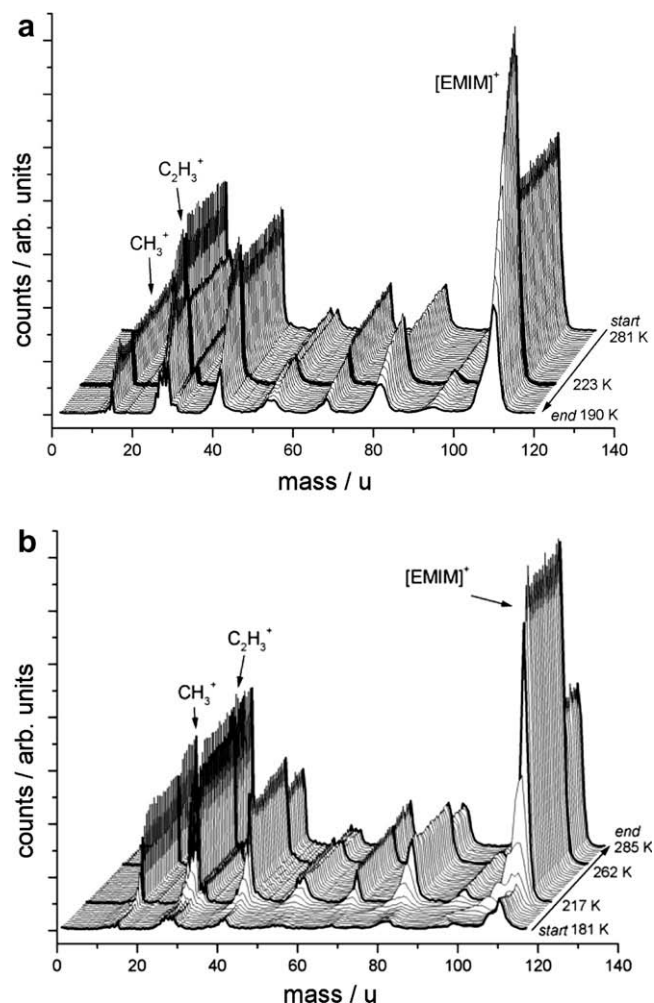 a
[EMIM]⁺
C₂H₃⁺
CH₃⁺
counts / arb. units
start
281 K
223 K
end 190 K
0 20 40 60 80 100 120 140
mass / u
b
[EMIM]⁺
C₂H₃⁺
CH₃⁺
counts / arb. units
end
285 K
262 K
217 K
start 181 K
0 20 40 60 80 100 120 140
mass / u